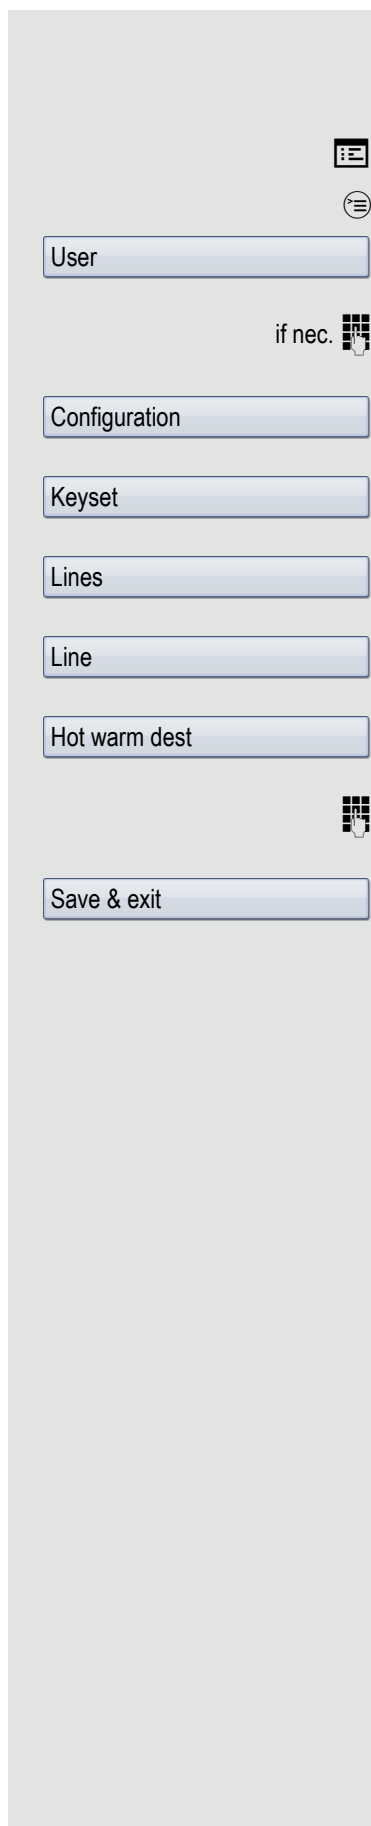 User
if nec.
Configuration
Keyset
Lines
Line
Hot warm dest
Save & exit